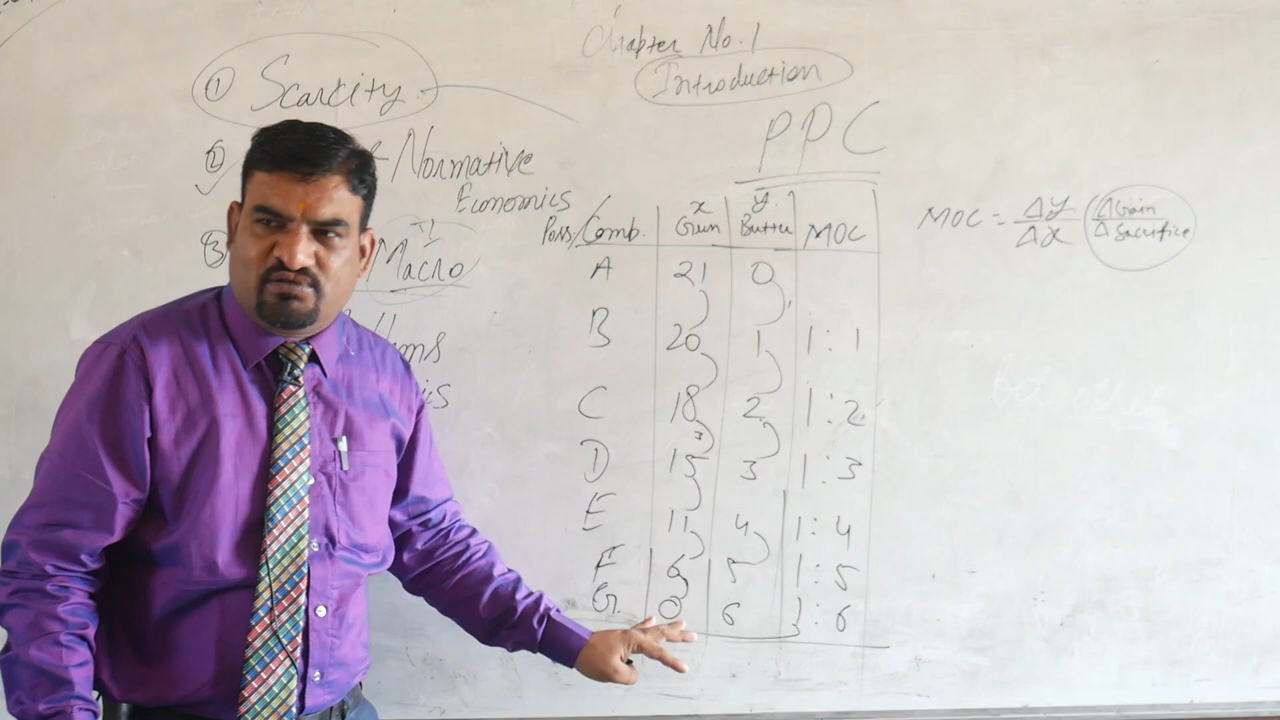 Chapter No. 1
Introduction
① Scarcity
② Normative
Economics
③ Macro
PPC
Poss/Comb. x Gun y Butter MOC
A 21 0
B 20 1 1 : 1
C 18 2 1 : 2
D 15 3 1 : 3
E 11 4 1 : 4
F 6 5 1 : 5
G. 0 6 1 : 6
MOC = Δy/Δx (ΔGain/ΔSacrifice)